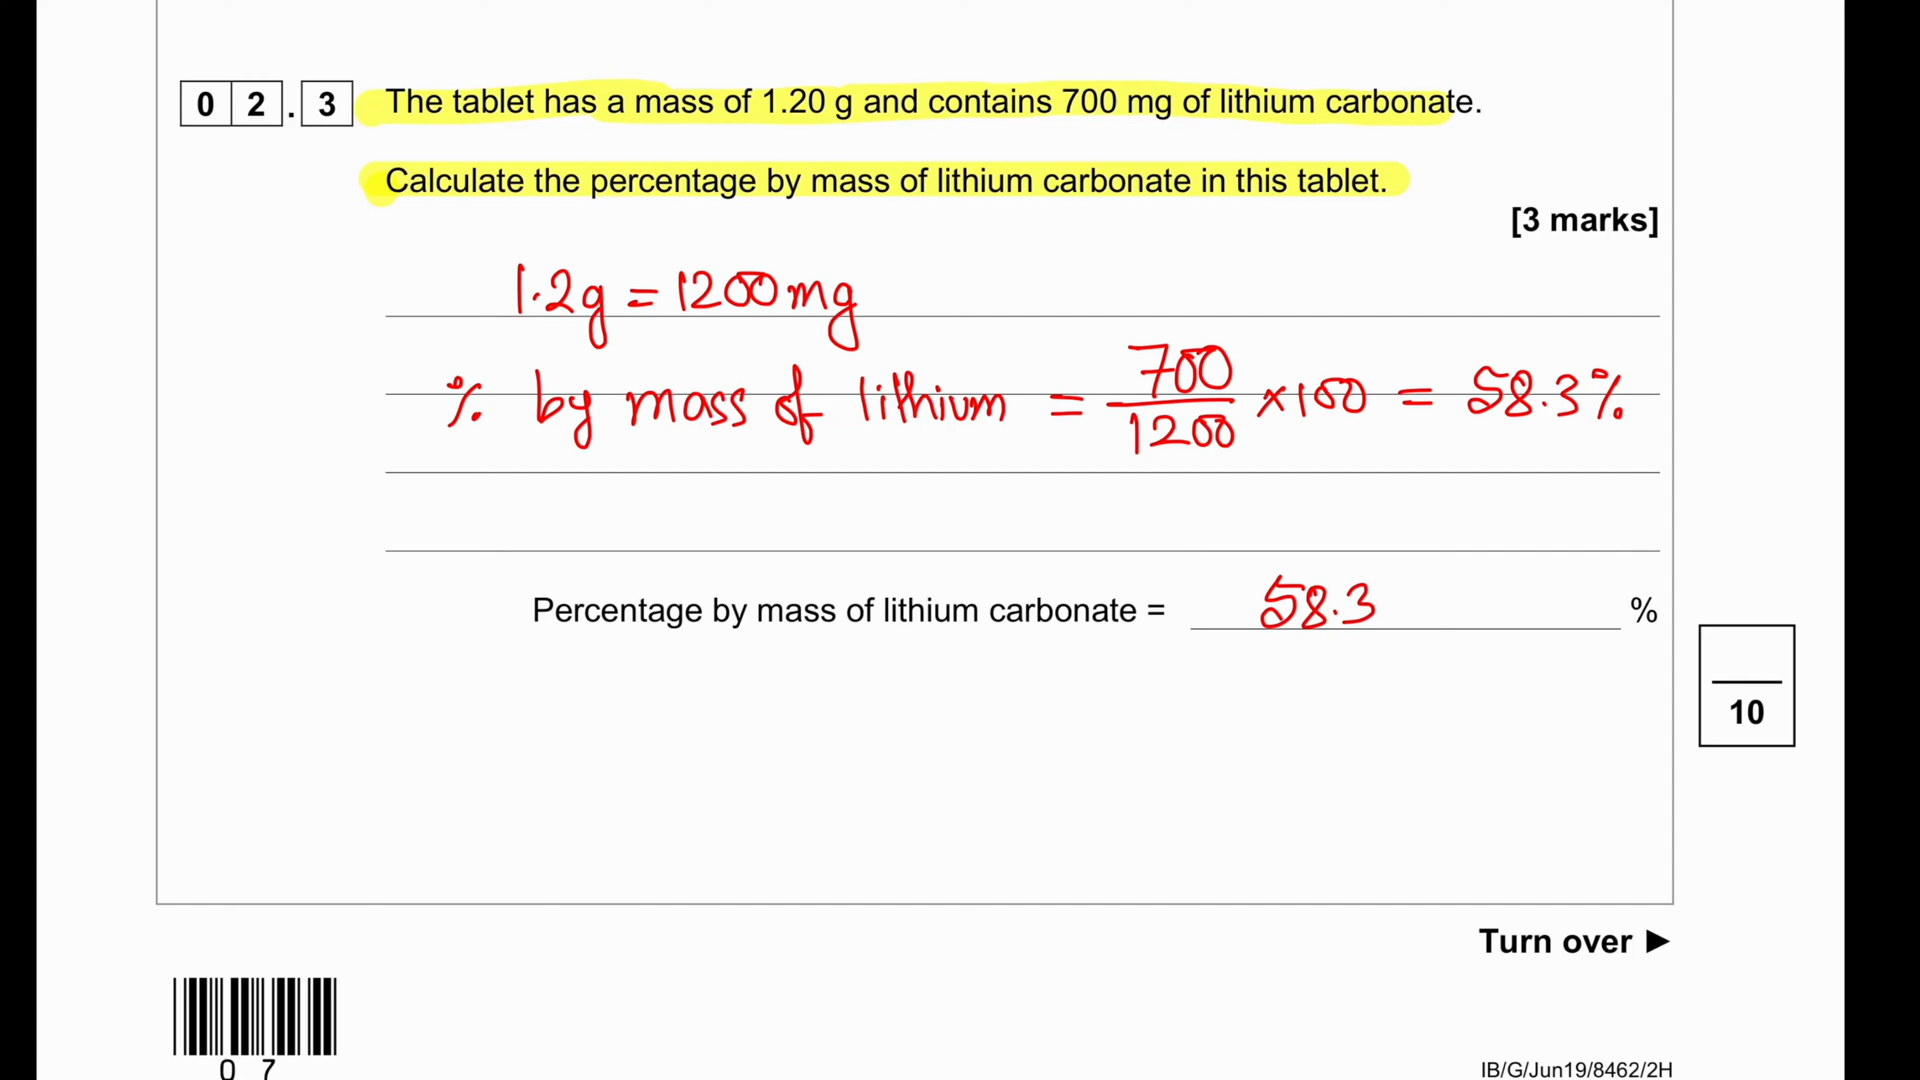 02.3 The tablet has a mass of 1.20 g and contains 700 mg of lithium carbonate.
Calculate the percentage by mass of lithium carbonate in this tablet.
[3 marks]
1.2g = 1200mg
% by mass of lithium = 700/1200 ×100 = 58.3%
Percentage by mass of lithium carbonate = 58.3 %
10
Turn over ►
0 7
IB/G/Jun19/8462/2H